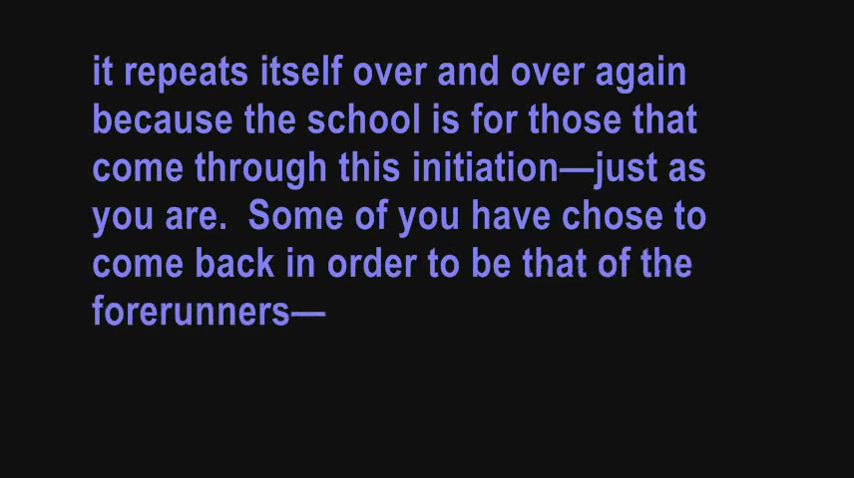 it repeats itself over and over again
because the school is for those that
come through this initiation—just as
you are.  Some of you have chose to
come back in order to be that of the
forerunners—